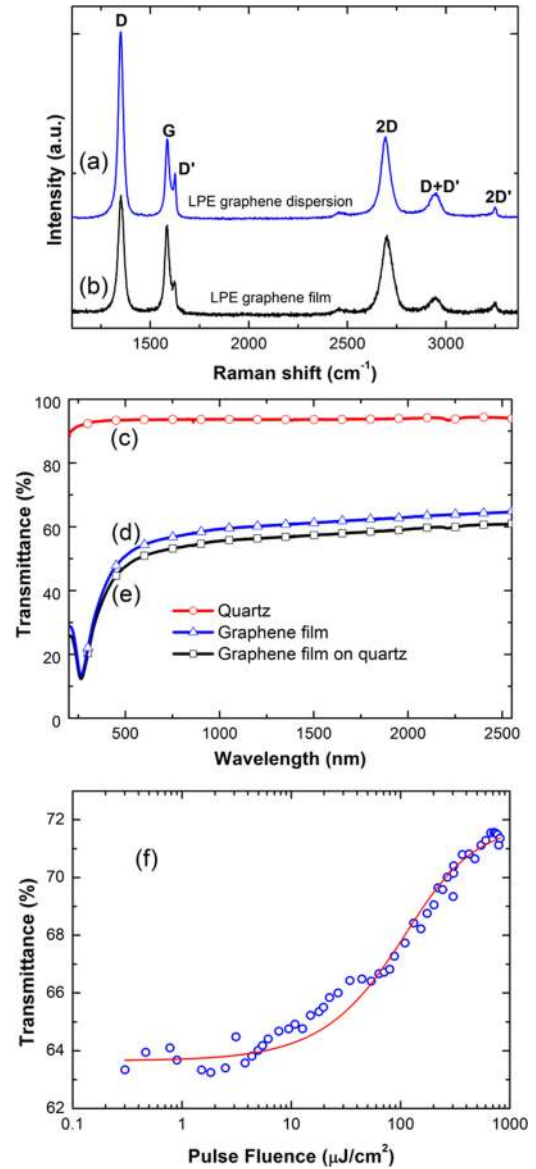 D
G
D'
2D
D+D'
2D'
(a)
LPE graphene dispersion
(b)
LPE graphene film
Intensity (a.u.)
1500 2000 2500 3000
Raman shift (cm⁻¹)
100
80
60
40
20
0
(c)
(d)
(e)
Quartz
Graphene film
Graphene film on quartz
Transmittance (%)
500 1000 1500 2000 2500
Wavelength (nm)
72
70
68
66
64
62
(f)
Transmittance (%)
0.1 1 10 100 1000
Pulse Fluence (μJ/cm²)